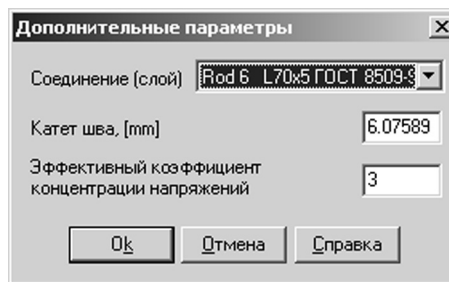 Дополнительные параметры
Соединение (слой) Rod 6 L70x5 ГОСТ 8509-9
Катет шва, [mm] 6.07589
Эффективный коэффициент
концентрации напряжений 3
Ok Отмена Справка